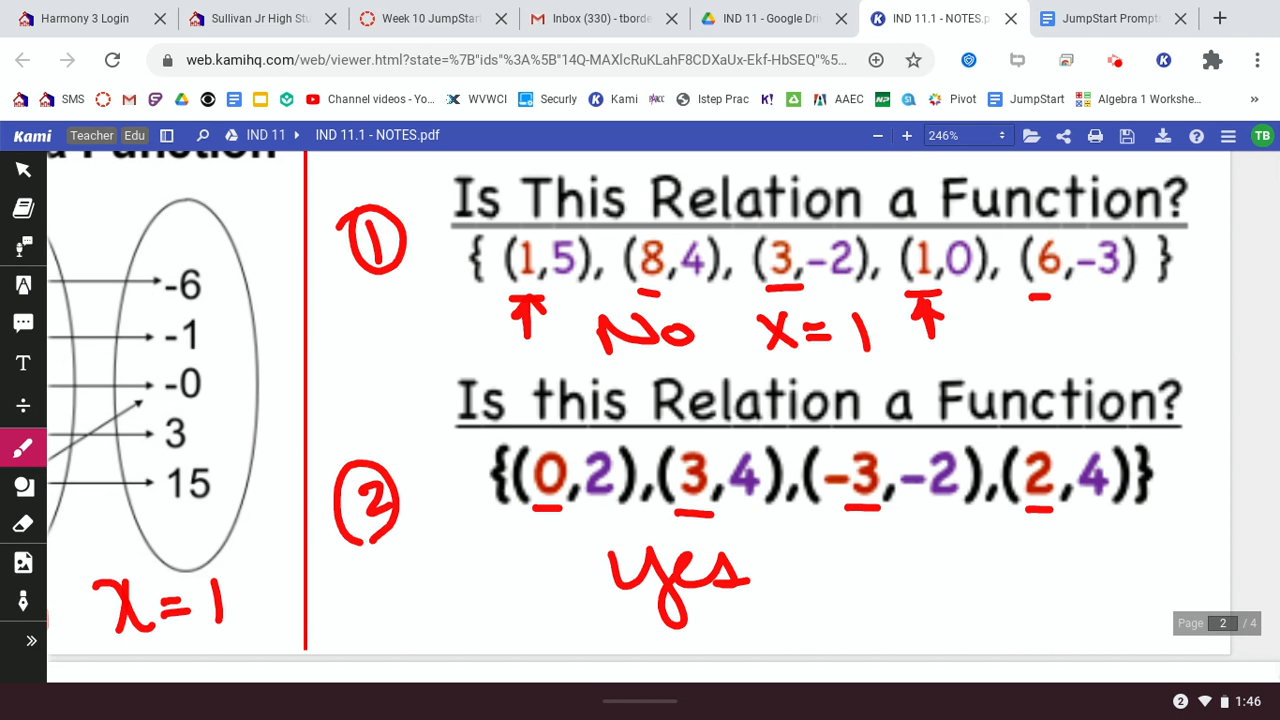 Harmony 3 Login
Sullivan Jr High Stu
Week 10 JumpStart
Inbox (330) - tborde
IND 11 - Google Dri
IND 11.1 - NOTES.p
JumpStart Prompt
web.kamihq.com/web/viewer.html?state=%7B"ids"%3A%5B"14Q-MAXlcRuKLahF8CDXaUx-Ekf-HbSEQ"%5...
SMS
Channel videos - Yo...
WVWCI
Securly
Kami
Istep Prac
K!
AAEC
NP
Pivot
JumpStart
Algebra 1 Workshe...
»
Kami Teacher Edu
IND 11
IND 11.1 - NOTES.pdf
246%
TB
a Function
-6
-1
-0
3
15
x = 1
1
Is This Relation a Function?
{ (1,5), (8,4), (3,-2), (1,0), (6,-3) }
No x = 1
2
Is this Relation a Function?
{(0,2),(3,4),(-3,-2),(2,4)}
yes
Page 2 / 4
2
1:46